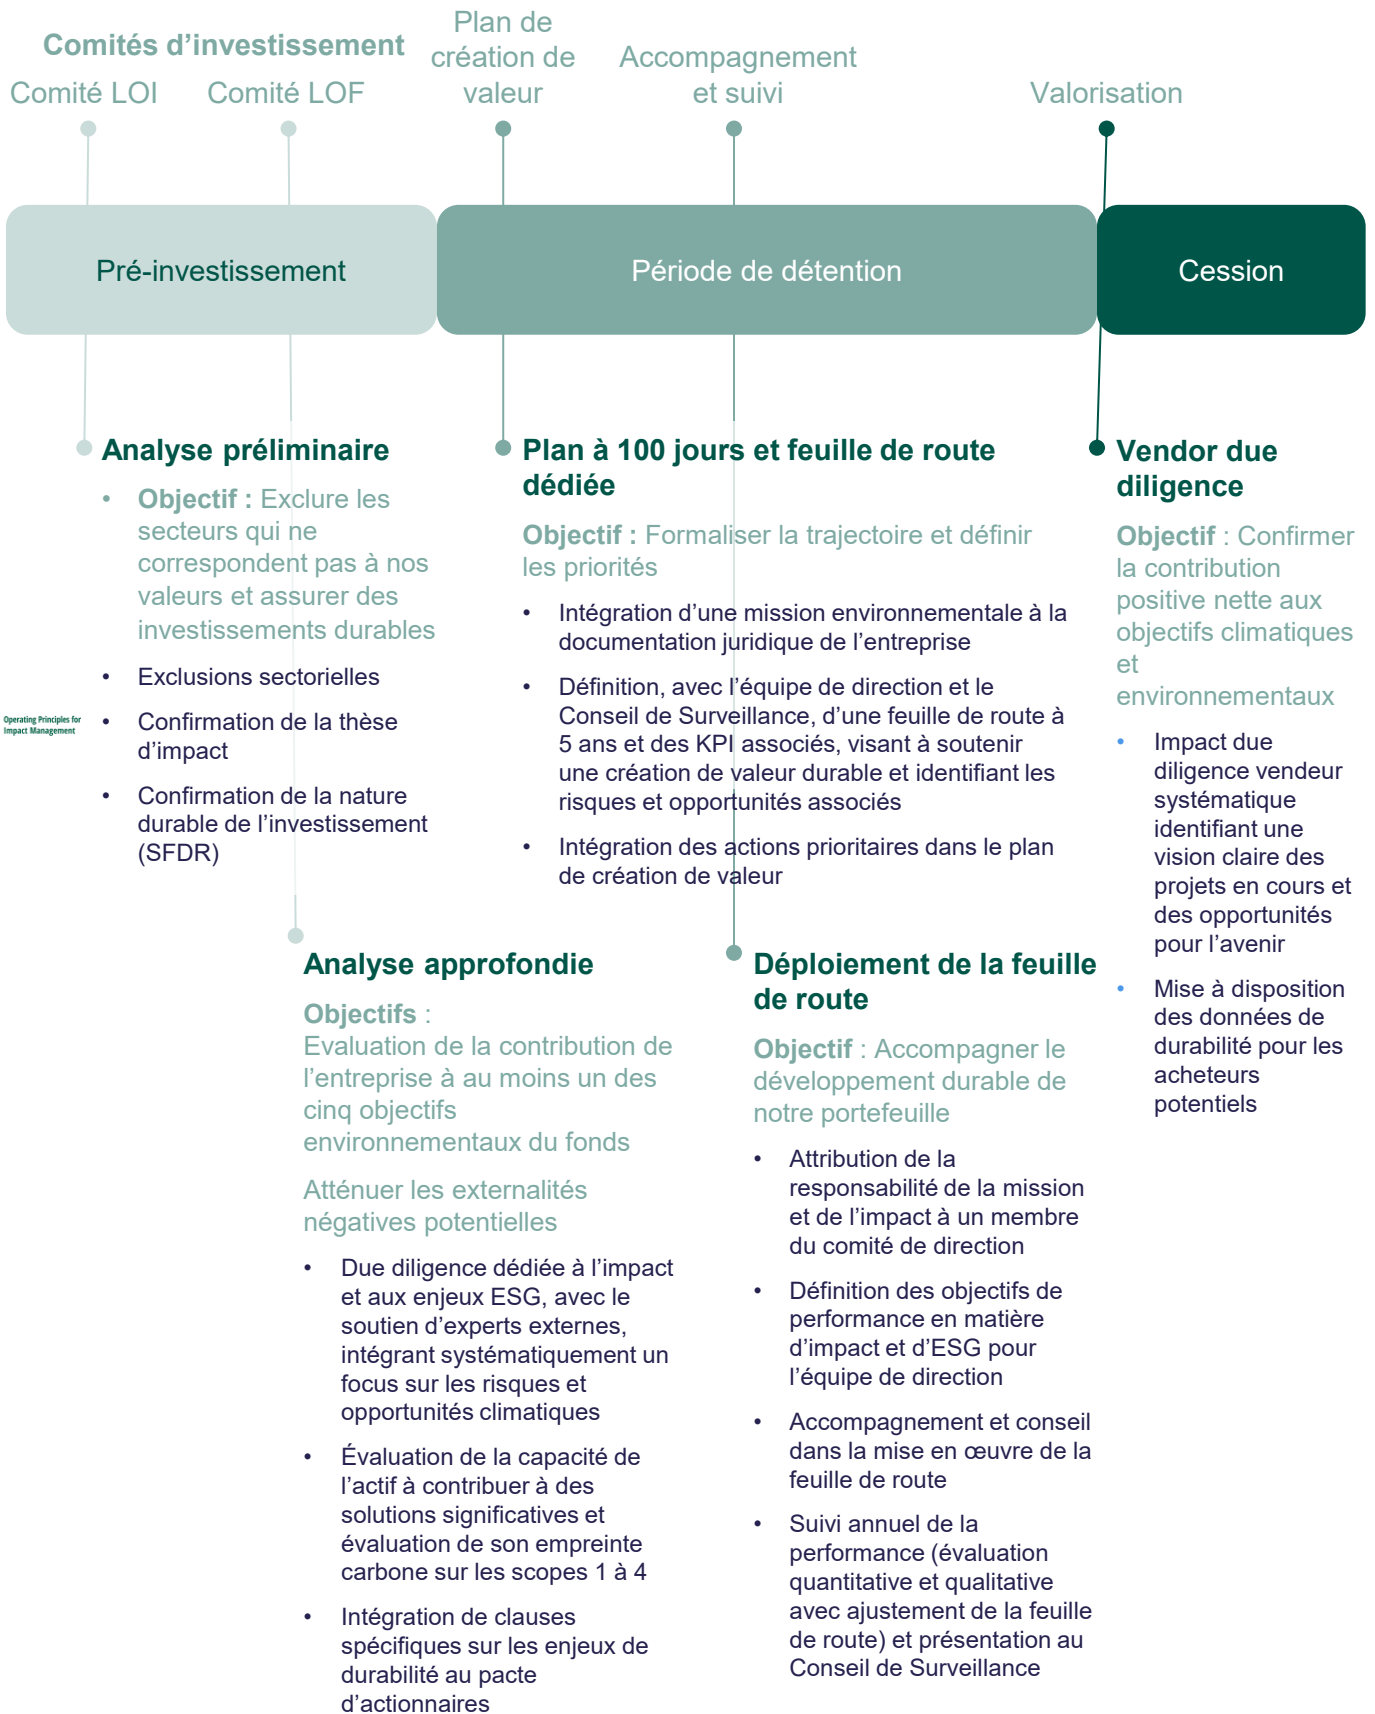 Comités d’investissement
Comité LOI
Comité LOF
Plan de
création de
valeur
Accompagnement
et suivi
Valorisation
Pré-investissement
Période de détention
Cession
Analyse préliminaire
• Objectif : Exclure les
secteurs qui ne
correspondent pas à nos
valeurs et assurer des
investissements durables
• Exclusions sectorielles
Operating Principles for
Impact Management
• Confirmation de la thèse
d’impact
• Confirmation de la nature
durable de l’investissement
(SFDR)
Analyse approfondie
Objectifs :
Evaluation de la contribution de
l’entreprise à au moins un des
cinq objectifs
environnementaux du fonds
Atténuer les externalités
négatives potentielles
• Due diligence dédiée à l’impact
et aux enjeux ESG, avec le
soutien d’experts externes,
intégrant systématiquement un
focus sur les risques et
opportunités climatiques
• Évaluation de la capacité de
l’actif à contribuer à des
solutions significatives et
évaluation de son empreinte
carbone sur les scopes 1 à 4
• Intégration de clauses
spécifiques sur les enjeux de
durabilité au pacte
d’actionnaires
Plan à 100 jours et feuille de route
dédiée
Objectif : Formaliser la trajectoire et définir
les priorités
• Intégration d’une mission environnementale à la
documentation juridique de l’entreprise
• Définition, avec l’équipe de direction et le
Conseil de Surveillance, d’une feuille de route à
5 ans et des KPI associés, visant à soutenir
une création de valeur durable et identifiant les
risques et opportunités associés
• Intégration des actions prioritaires dans le plan
de création de valeur
Déploiement de la feuille
de route
Objectif : Accompagner le
développement durable de
notre portefeuille
• Attribution de la
responsabilité de la mission
et de l’impact à un membre
du comité de direction
• Définition des objectifs de
performance en matière
d’impact et d’ESG pour
l’équipe de direction
• Accompagnement et conseil
dans la mise en œuvre de la
feuille de route
• Suivi annuel de la
performance (évaluation
quantitative et qualitative
avec ajustement de la feuille
de route) et présentation au
Conseil de Surveillance
Vendor due
diligence
Objectif : Confirmer
la contribution
positive nette aux
objectifs climatiques
et
environnementaux
• Impact due
diligence vendeur
systématique
identifiant une
vision claire des
projets en cours et
des opportunités
pour l’avenir
• Mise à disposition
des données de
durabilité pour les
acheteurs
potentiels